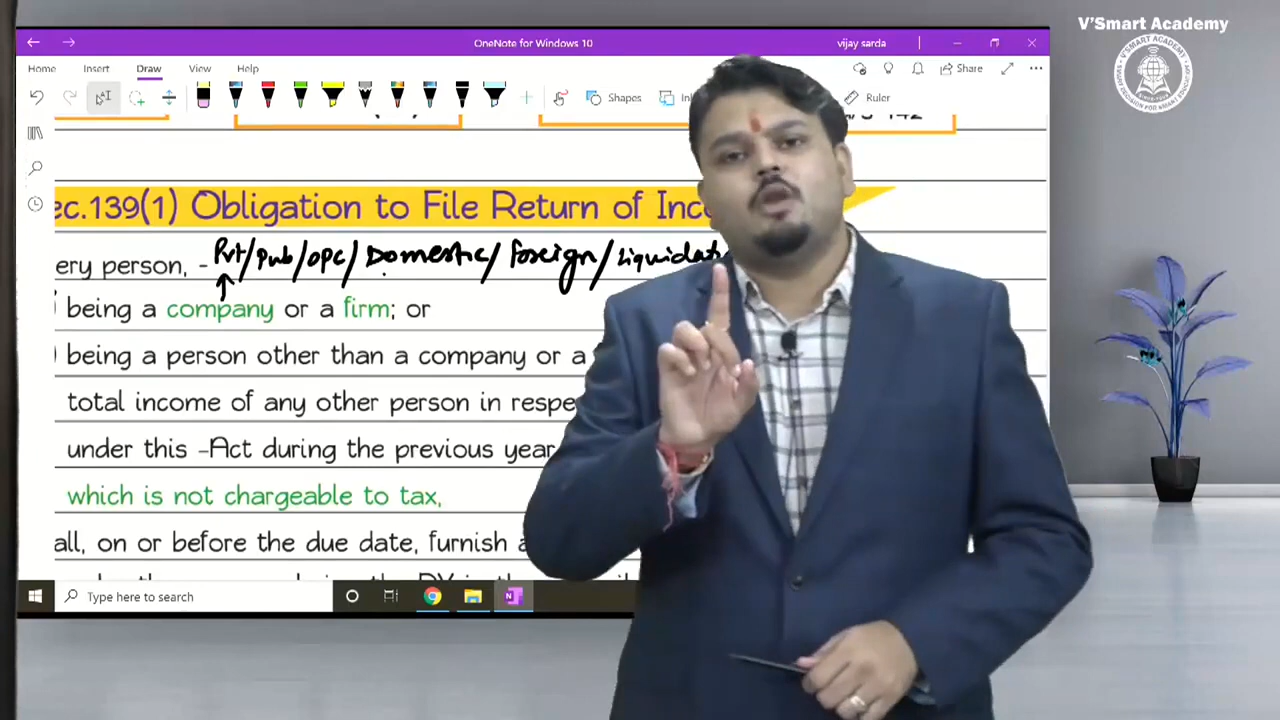 V'Smart Academy
OneNote for Windows 10
vijay sarda
Home Insert Draw View Help Share
Shapes Ruler
ec.139(1) Obligation to File Return of Inc
Pvt/Pub/OPC/Domestic/Foreign/Liquidat
ery person, -
being a company or a firm; or
being a person other than a company or a
total income of any other person in respe
under this -Act during the previous year
which is not chargeable to tax,
all, on or before the due date, furnish a
Type here to search